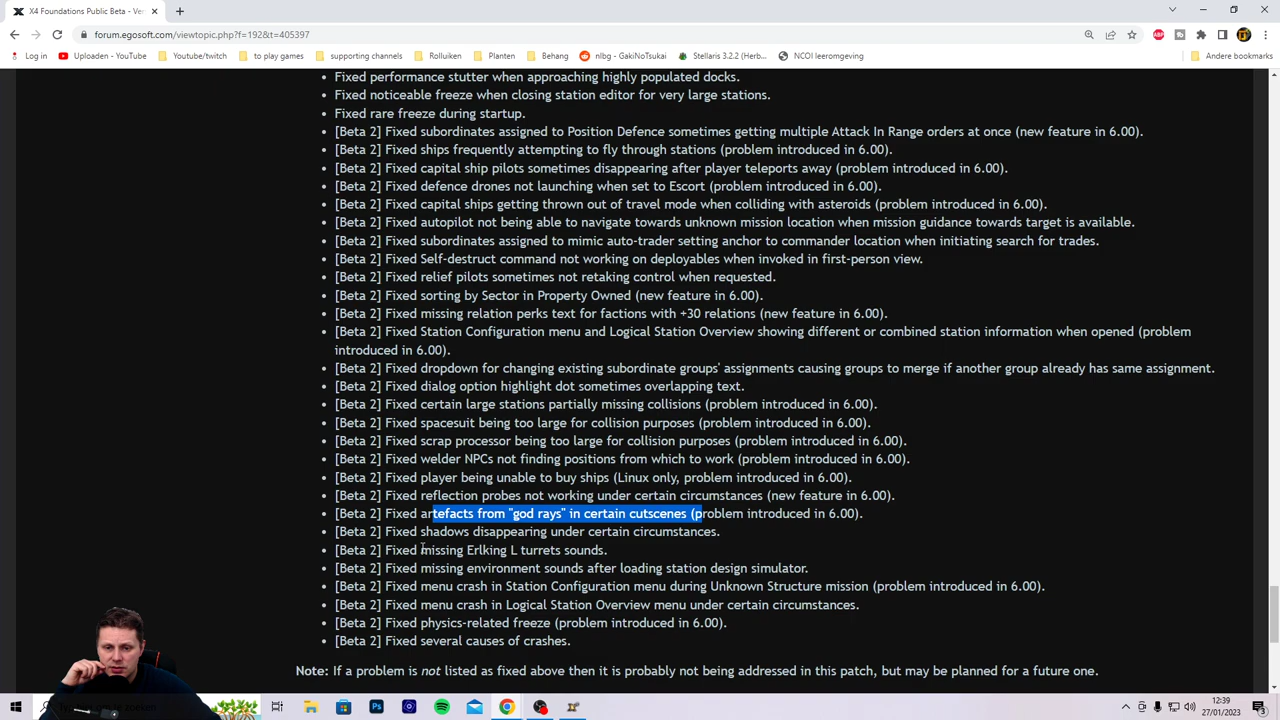 X4 Foundations Public Beta - Ver
forum.egosoft.com/viewtopic.php?f=192&t=405397
Log in
Uploaden - YouTube
Youtube/twitch
to play games
supporting channels
Rolluiken
Planten
Behang
nlbg - GakiNoTsukai
Stellaris 3.2.2 (Herb...
NCOI leeromgeving
Andere bookmarks
• Fixed performance stutter when approaching highly populated docks.
• Fixed noticeable freeze when closing station editor for very large stations.
• Fixed rare freeze during startup.
• [Beta 2] Fixed subordinates assigned to Position Defence sometimes getting multiple Attack In Range orders at once (new feature in 6.00).
• [Beta 2] Fixed ships frequently attempting to fly through stations (problem introduced in 6.00).
• [Beta 2] Fixed capital ship pilots sometimes disappearing after player teleports away (problem introduced in 6.00).
• [Beta 2] Fixed defence drones not launching when set to Escort (problem introduced in 6.00).
• [Beta 2] Fixed capital ships getting thrown out of travel mode when colliding with asteroids (problem introduced in 6.00).
• [Beta 2] Fixed autopilot not being able to navigate towards unknown mission location when mission guidance towards target is available.
• [Beta 2] Fixed subordinates assigned to mimic auto-trader setting anchor to commander location when initiating search for trades.
• [Beta 2] Fixed Self-destruct command not working on deployables when invoked in first-person view.
• [Beta 2] Fixed relief pilots sometimes not retaking control when requested.
• [Beta 2] Fixed sorting by Sector in Property Owned (new feature in 6.00).
• [Beta 2] Fixed missing relation perks text for factions with +30 relations (new feature in 6.00).
• [Beta 2] Fixed Station Configuration menu and Logical Station Overview showing different or combined station information when opened (problem
introduced in 6.00).
• [Beta 2] Fixed dropdown for changing existing subordinate groups' assignments causing groups to merge if another group already has same assignment.
• [Beta 2] Fixed dialog option highlight dot sometimes overlapping text.
• [Beta 2] Fixed certain large stations partially missing collisions (problem introduced in 6.00).
• [Beta 2] Fixed spacesuit being too large for collision purposes (problem introduced in 6.00).
• [Beta 2] Fixed scrap processor being too large for collision purposes (problem introduced in 6.00).
• [Beta 2] Fixed welder NPCs not finding positions from which to work (problem introduced in 6.00).
• [Beta 2] Fixed player being unable to buy ships (Linux only, problem introduced in 6.00).
• [Beta 2] Fixed reflection probes not working under certain circumstances (new feature in 6.00).
• [Beta 2] Fixed artefacts from "god rays" in certain cutscenes (problem introduced in 6.00).
• [Beta 2] Fixed shadows disappearing under certain circumstances.
• [Beta 2] Fixed missing Erlking L turrets sounds.
• [Beta 2] Fixed missing environment sounds after loading station design simulator.
• [Beta 2] Fixed menu crash in Station Configuration menu during Unknown Structure mission (problem introduced in 6.00).
• [Beta 2] Fixed menu crash in Logical Station Overview menu under certain circumstances.
• [Beta 2] Fixed physics-related freeze (problem introduced in 6.00).
• [Beta 2] Fixed several causes of crashes.
Note: If a problem is not listed as fixed above then it is probably not being addressed in this patch, but may be planned for a future one.
12:39
27/01/2023